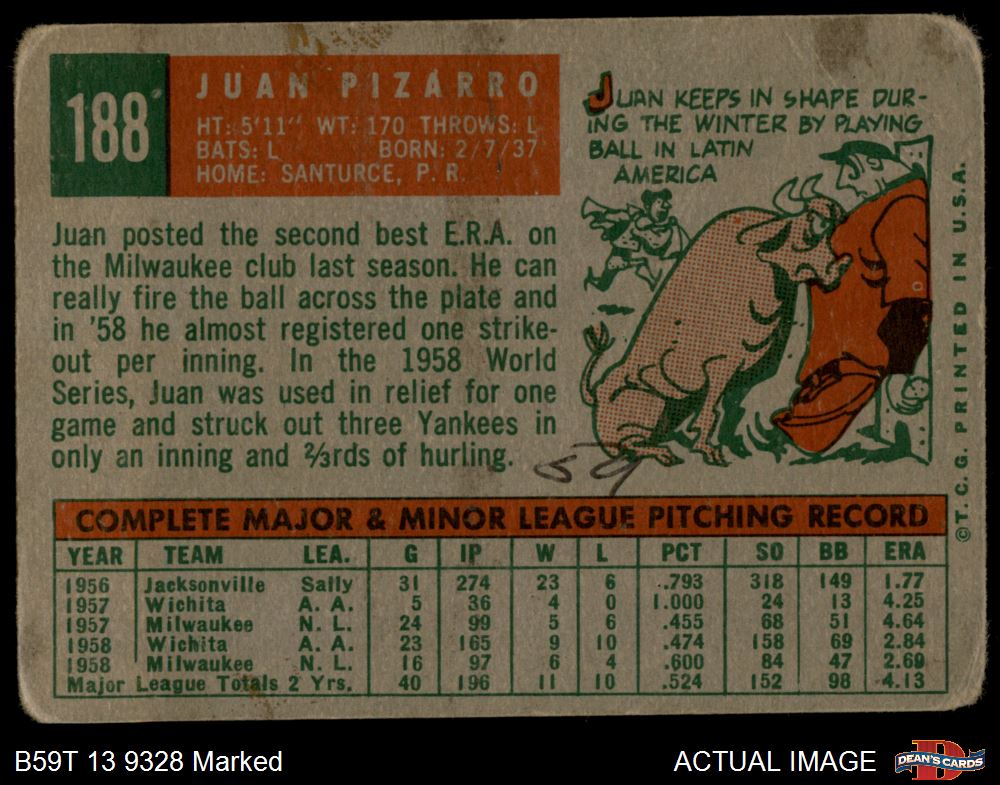 188
JUAN PIZARRO
HT: 5'11" WT: 170 THROWS: L
BATS: L BORN: 2/7/37
HOME: SANTURCE, P. R.
JUAN KEEPS IN SHAPE DUR-
ING THE WINTER BY PLAYING
BALL IN LATIN
AMERICA
Juan posted the second best E.R.A. on
the Milwaukee club last season. He can
really fire the ball across the plate and
in '58 he almost registered one strike-
out per inning. In the 1958 World
Series, Juan was used in relief for one
game and struck out three Yankees in
only an inning and ⅔rds of hurling.
59
©T. C. G. PRINTED IN U.S.A.
COMPLETE MAJOR & MINOR LEAGUE PITCHING RECORD
YEAR TEAM LEA. G IP W L PCT SO BB ERA
1956 Jacksonville Sally 31 274 23 6 .793 318 149 1.77
1957 Wichita A. A. 5 36 4 0 1.000 24 13 4.25
1957 Milwaukee N. L. 24 99 5 6 .455 68 51 4.64
1958 Wichita A. A. 23 165 9 10 .474 158 69 2.84
1958 Milwaukee N. L. 16 97 6 4 .600 84 47 2.69
Major League Totals 2 Yrs. 40 196 11 10 .524 152 98 4.13
B59T 13 9328 Marked
ACTUAL IMAGE
D
DEAN'S CARDS